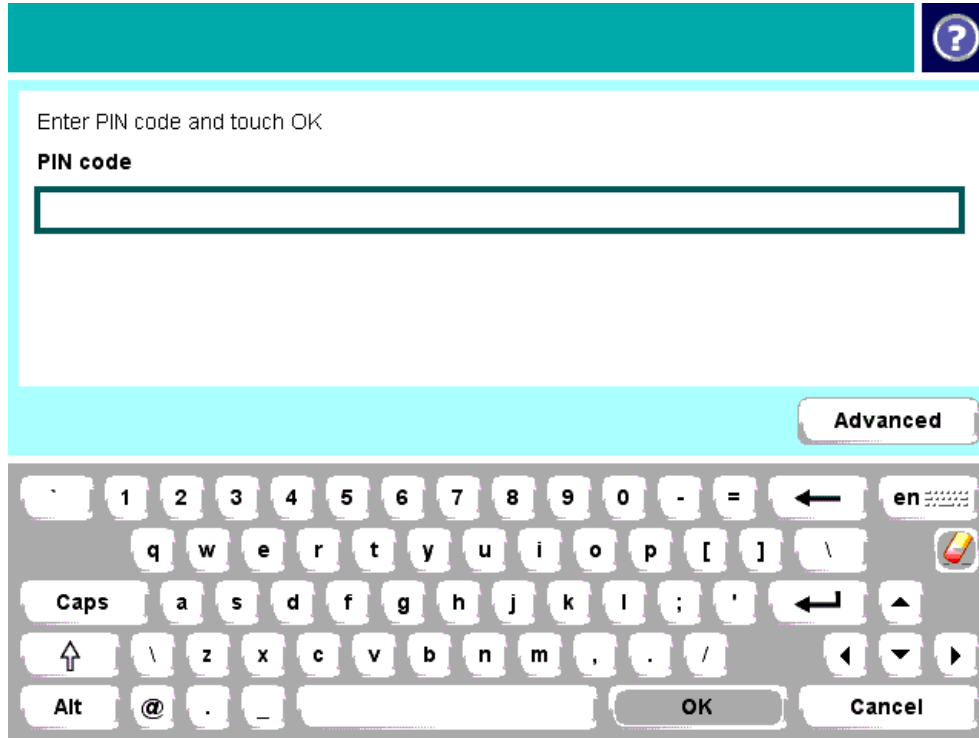 ?
Enter PIN code and touch OK
PIN code
Advanced
` 1 2 3 4 5 6 7 8 9 0 - = en
q w e r t y u i o p [ ] \
Caps a s d f g h j k l ; '
\ z x c v b n m , . /
Alt @ . _ OK Cancel